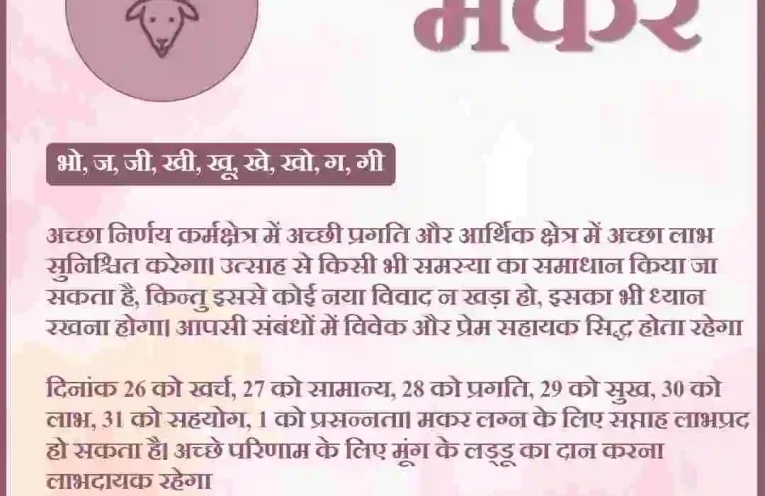 मकर
भो, ज, जी, खी, खू, खे, खो, ग, गी
अच्छा निर्णय कर्मक्षेत्र में अच्छी प्रगति और आर्थिक क्षेत्र में अच्छा लाभ
सुनिश्चित करेगा। उत्साह से किसी भी समस्या का समाधान किया जा
सकता है, किन्तु इससे कोई नया विवाद न खड़ा हो, इसका भी ध्यान
रखना होगा। आपसी संबंधों में विवेक और प्रेम सहायक सिद्ध होता रहेगा
दिनांक 26 को खर्च, 27 को सामान्य, 28 को प्रगति, 29 को सुख, 30 को
लाभ, 31 को सहयोग, 1 को प्रसन्नता। मकर लग्न के लिए सप्ताह लाभप्रद
हो सकता है। अच्छे परिणाम के लिए मूंग के लड्डू का दान करना
लाभदायक रहेगा